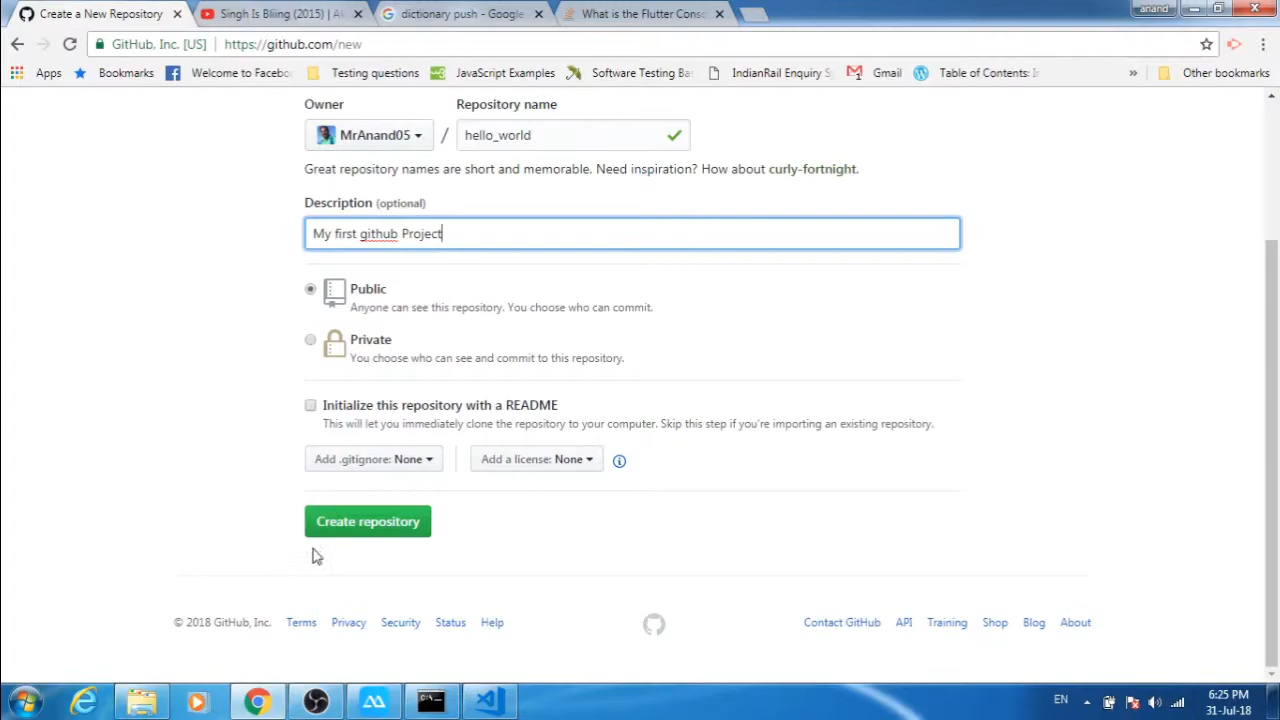 Create a New Repository
Singh Is Bliing (2015) | Ak
dictionary push - Google
What is the Flutter Conso
anand
GitHub, Inc. [US]
https://github.com/new
Apps
Bookmarks
Welcome to Facebo
Testing questions
JavaScript Examples
Software Testing Ba
IndianRail Enquiry S
Gmail
Table of Contents: I
»
Other bookmarks
Owner
Repository name
MrAnand05
/
hello_world
Great repository names are short and memorable. Need inspiration? How about curly-fortnight.
Description (optional)
My first github Project
Public
Anyone can see this repository. You choose who can commit.
Private
You choose who can see and commit to this repository.
Initialize this repository with a README
This will let you immediately clone the repository to your computer. Skip this step if you're importing an existing repository.
Add .gitignore: None
Add a license: None
Create repository
© 2018 GitHub, Inc.
Terms
Privacy
Security
Status
Help
Contact GitHub
API
Training
Shop
Blog
About
EN
6:25 PM
31-Jul-18